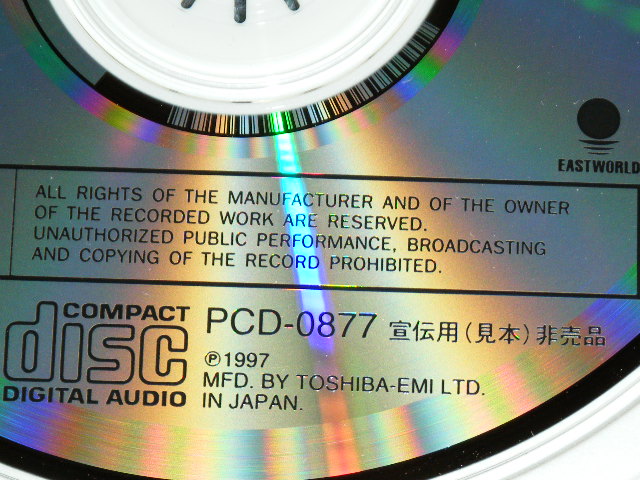 EASTWORLD
ALL RIGHTS OF THE MANUFACTURER AND OF THE OWNER
OF THE RECORDED WORK ARE RESERVED.
UNAUTHORIZED PUBLIC PERFORMANCE, BROADCASTING
AND COPYING OF THE RECORD PROHIBITED.
COMPACT
disc
DIGITAL AUDIO
PCD-0877 宣伝用(見本)非売品
Ⓟ1997
MFD. BY TOSHIBA-EMI LTD.
IN JAPAN.